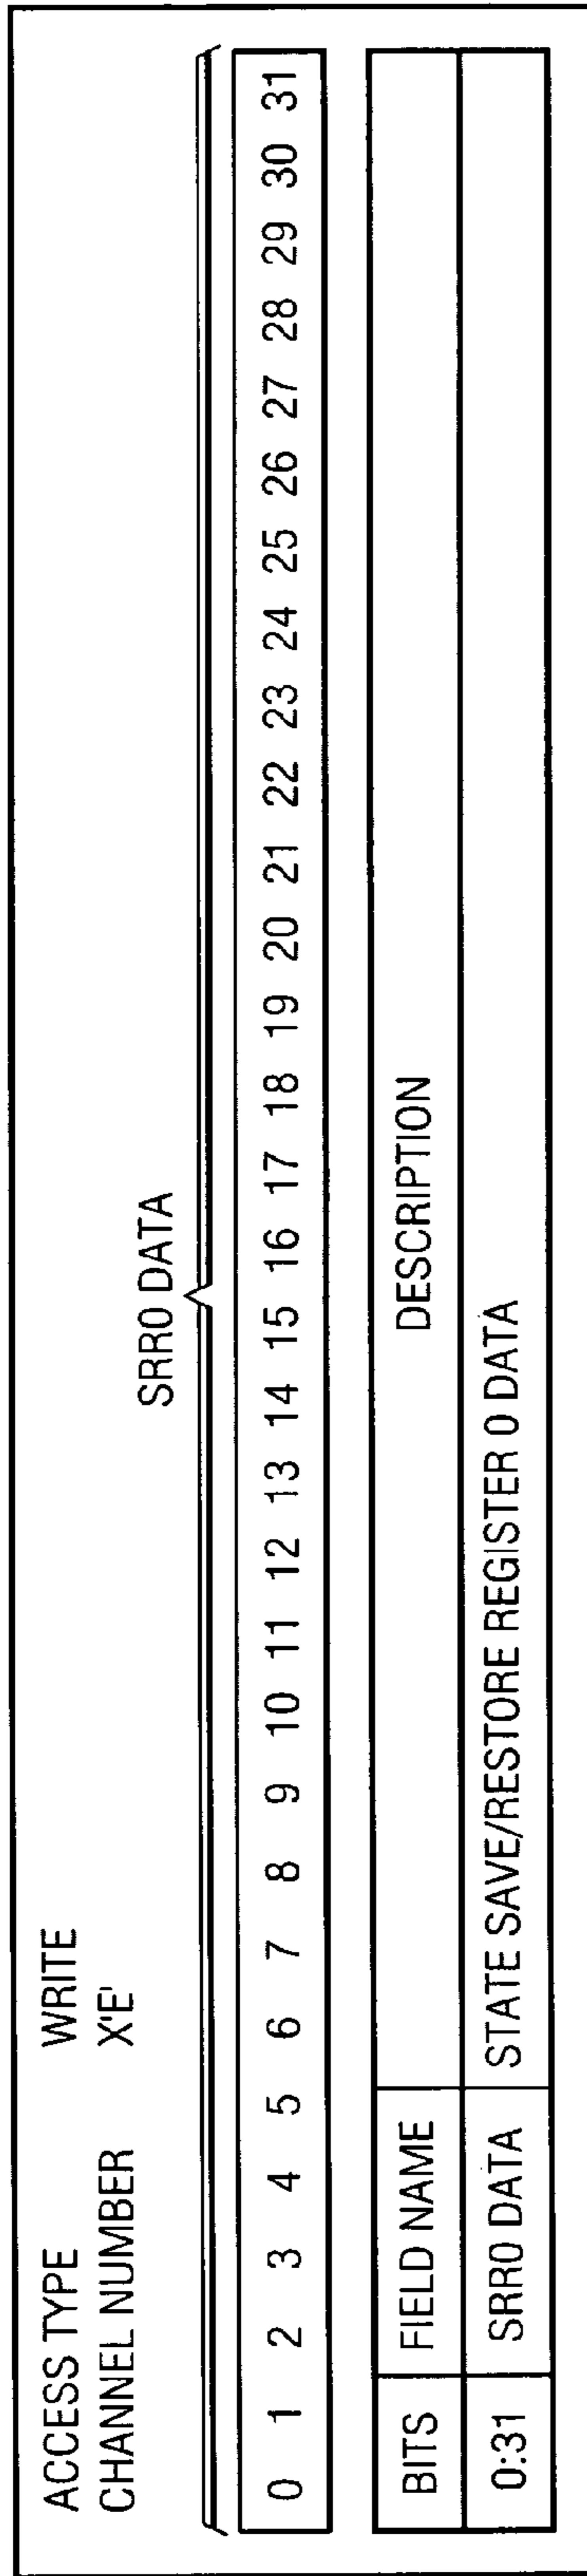 ACCESS TYPE WRITE
CHANNEL NUMBER X'E'
SRR0 DATA
0 1 2 3 4 5 6 7 8 9 10 11 12 13 14 15 16 17 18 19 20 21 22 23 24 25 26 27 28 29 30 31
BITS FIELD NAME DESCRIPTION
0:31 SRR0 DATA STATE SAVE/RESTORE REGISTER 0 DATA